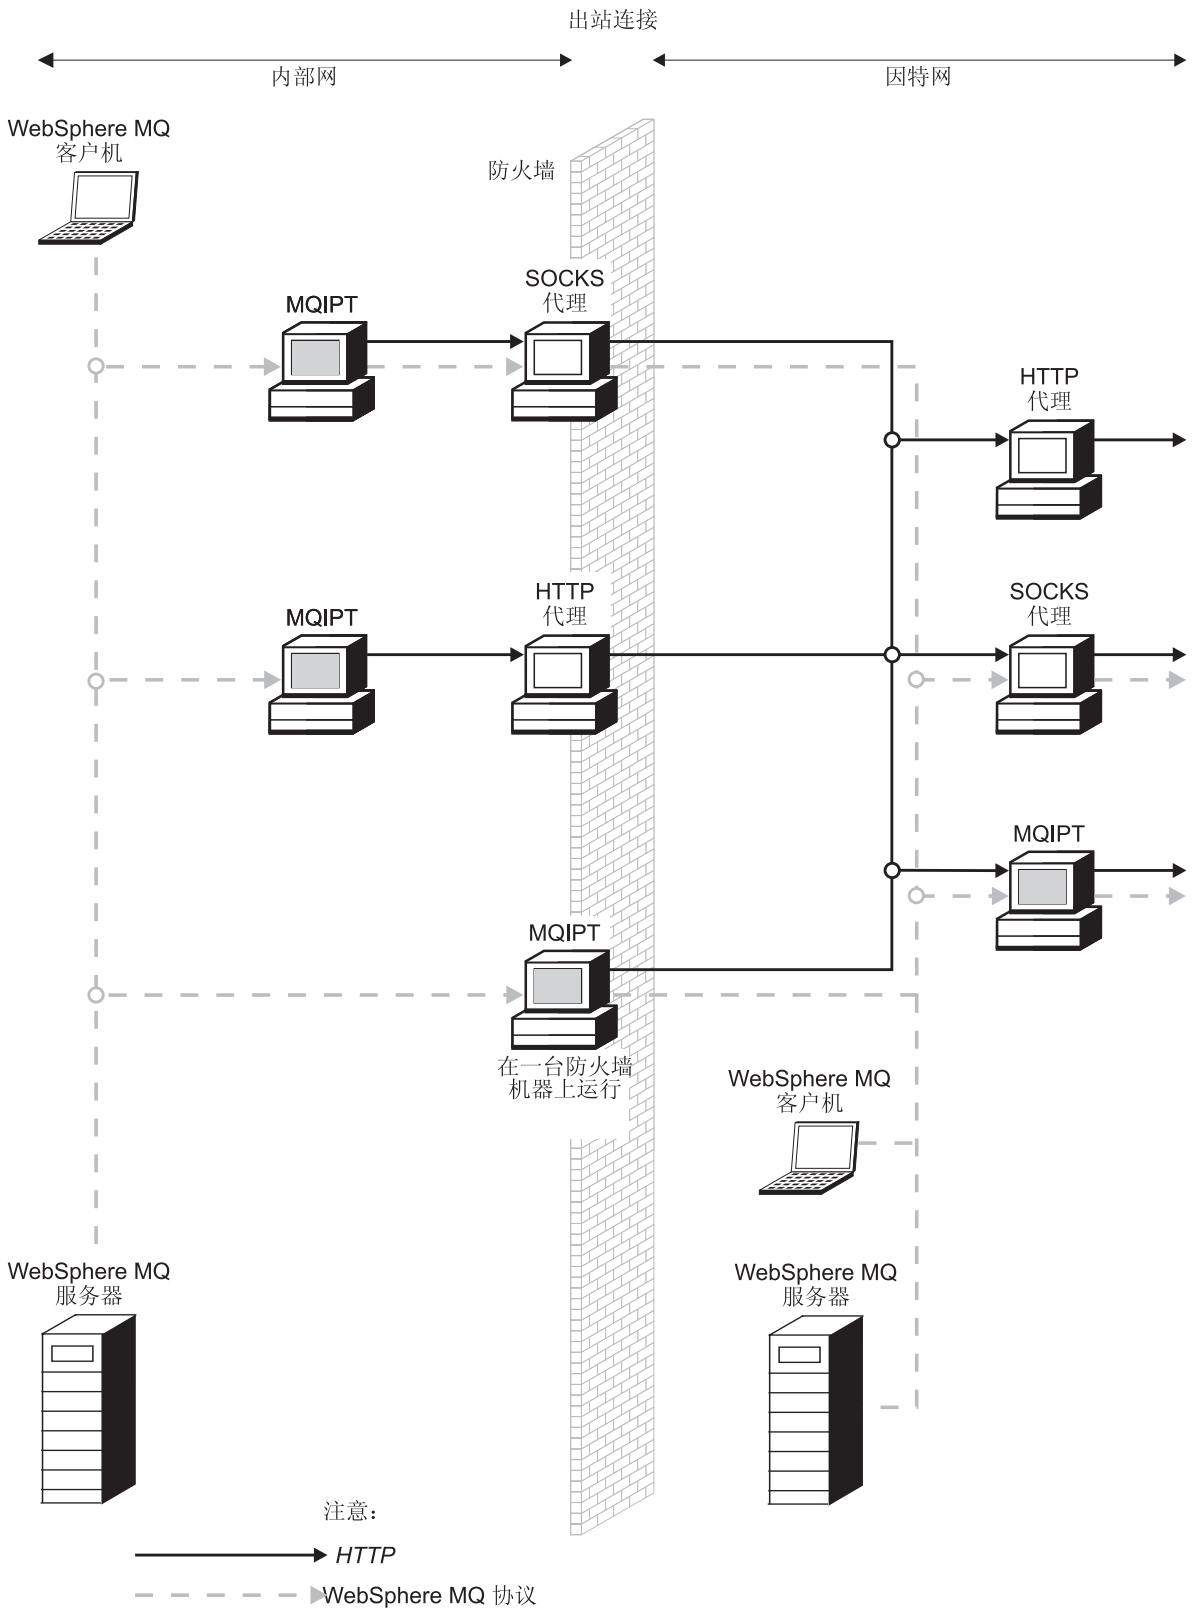 出站连接
内部网
因特网
WebSphere MQ
客户机
防火墙
SOCKS
代理
MQIPT
HTTP
代理
HTTP
代理
MQIPT
SOCKS
代理
MQIPT
MQIPT
在一台防火墙
机器上运行
WebSphere MQ
客户机
WebSphere MQ
服务器
WebSphere MQ
服务器
注意：
HTTP
WebSphere MQ 协议